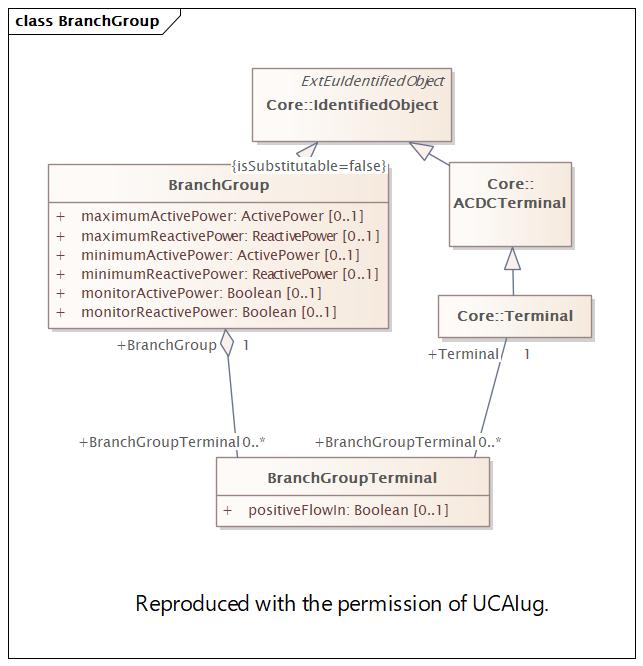 class BranchGroup
ExtEuIdentifiedObject
Core::IdentifiedObject
{isSubstitutable=false}
BranchGroup
+ maximumActivePower: ActivePower [0..1]
+ maximumReactivePower: ReactivePower [0..1]
+ minimumActivePower: ActivePower [0..1]
+ minimumReactivePower: ReactivePower [0..1]
+ monitorActivePower: Boolean [0..1]
+ monitorReactivePower: Boolean [0..1]
Core::
ACDCTerminal
Core::Terminal
+BranchGroup 1
+Terminal 1
+BranchGroupTerminal 0..*
+BranchGroupTerminal 0..*
BranchGroupTerminal
+ positiveFlowIn: Boolean [0..1]
Reproduced with the permission of UCAIug.